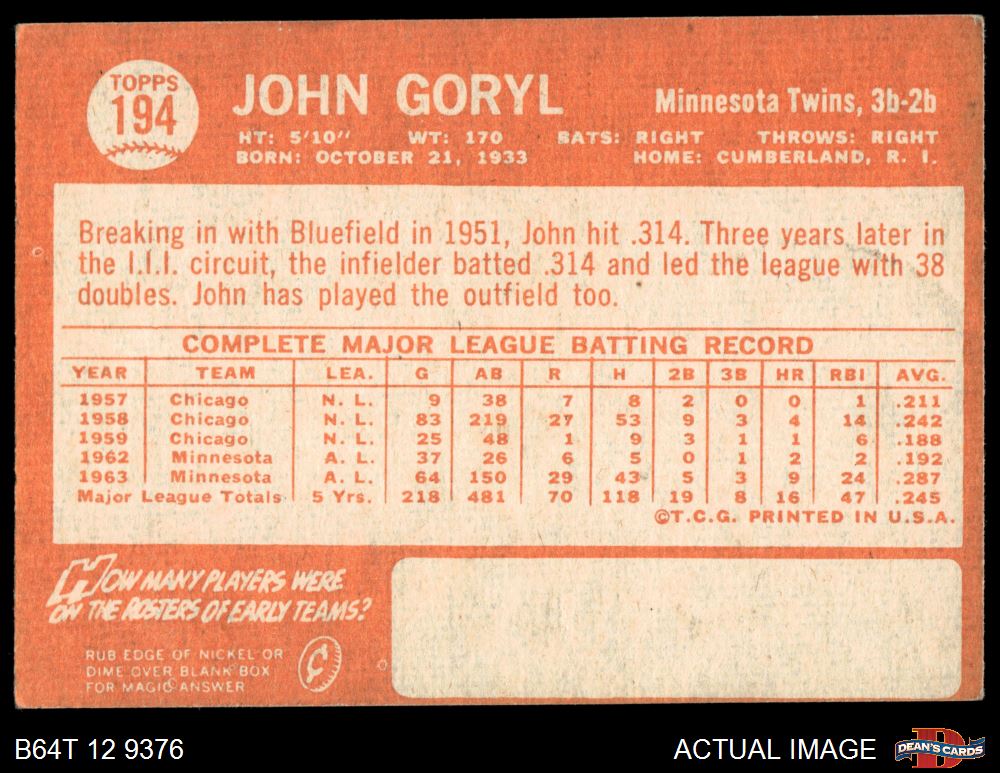 TOPPS
194
JOHN GORYL
Minnesota Twins, 3b-2b
HT: 5'10" WT: 170 BATS: RIGHT THROWS: RIGHT
BORN: OCTOBER 21, 1933 HOME: CUMBERLAND, R. I.
Breaking in with Bluefield in 1951, John hit .314. Three years later in
the I.I.I. circuit, the infielder batted .314 and led the league with 38
doubles. John has played the outfield too.
COMPLETE MAJOR LEAGUE BATTING RECORD
YEAR TEAM LEA. G AB R H 2B 3B HR RBI AVG.
1957 Chicago N. L. 9 38 7 8 2 0 0 1 .211
1958 Chicago N. L. 83 219 27 53 9 3 4 14 .242
1959 Chicago N. L. 25 48 1 9 3 1 1 6 .188
1962 Minnesota A. L. 37 26 6 5 0 1 2 2 .192
1963 Minnesota A. L. 64 150 29 43 5 3 9 24 .287
Major League Totals 5 Yrs. 218 481 70 118 19 8 16 47 .245
©T.C.G. PRINTED IN U.S.A.
HOW MANY PLAYERS WERE
ON THE ROSTERS OF EARLY TEAMS?
RUB EDGE OF NICKEL OR
DIME OVER BLANK BOX
FOR MAGIC ANSWER
B64T 12 9376
ACTUAL IMAGE
DEAN'S CARDS